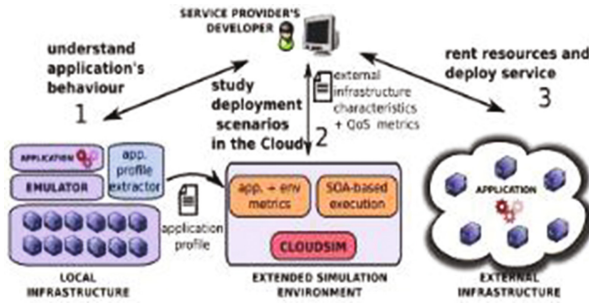 SERVICE PROVIDER'S
DEVELOPER
understand
application's
behaviour
1
study
deployment
scenarios
in the Cloudy
2
external
infrastructure
characteristics
+ QoS metrics
rent resources and
deploy service
3
APPLICATION
EMULATOR
app.
profile
extractor
application
profile
app. + env
metrics
SOA-based
execution
CLOUDSIM
APPLICATION
LOCAL
INFRASTRUCTURE
EXTENDED SIMULATION
ENVIRONMENT
EXTERNAL
INFRASTRUCTURE